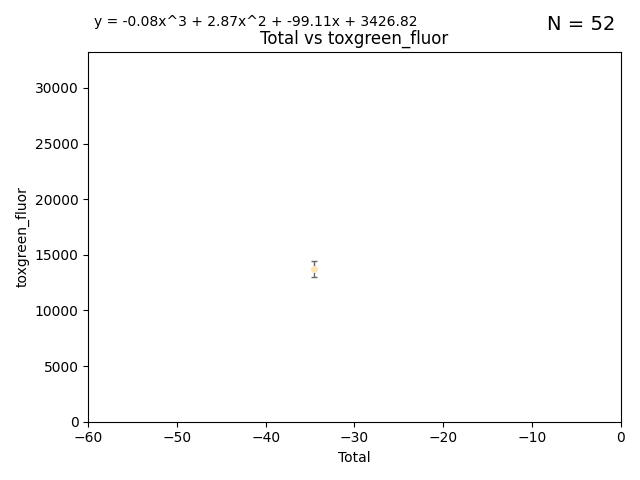 y = -0.08x^3 + 2.87x^2 + -99.11x + 3426.82
N = 52
Total vs toxgreen_fluor
30000
25000
20000
15000
10000
5000
0
toxgreen_fluor
−60 −50 −40 −30 −20 −10 0
Total